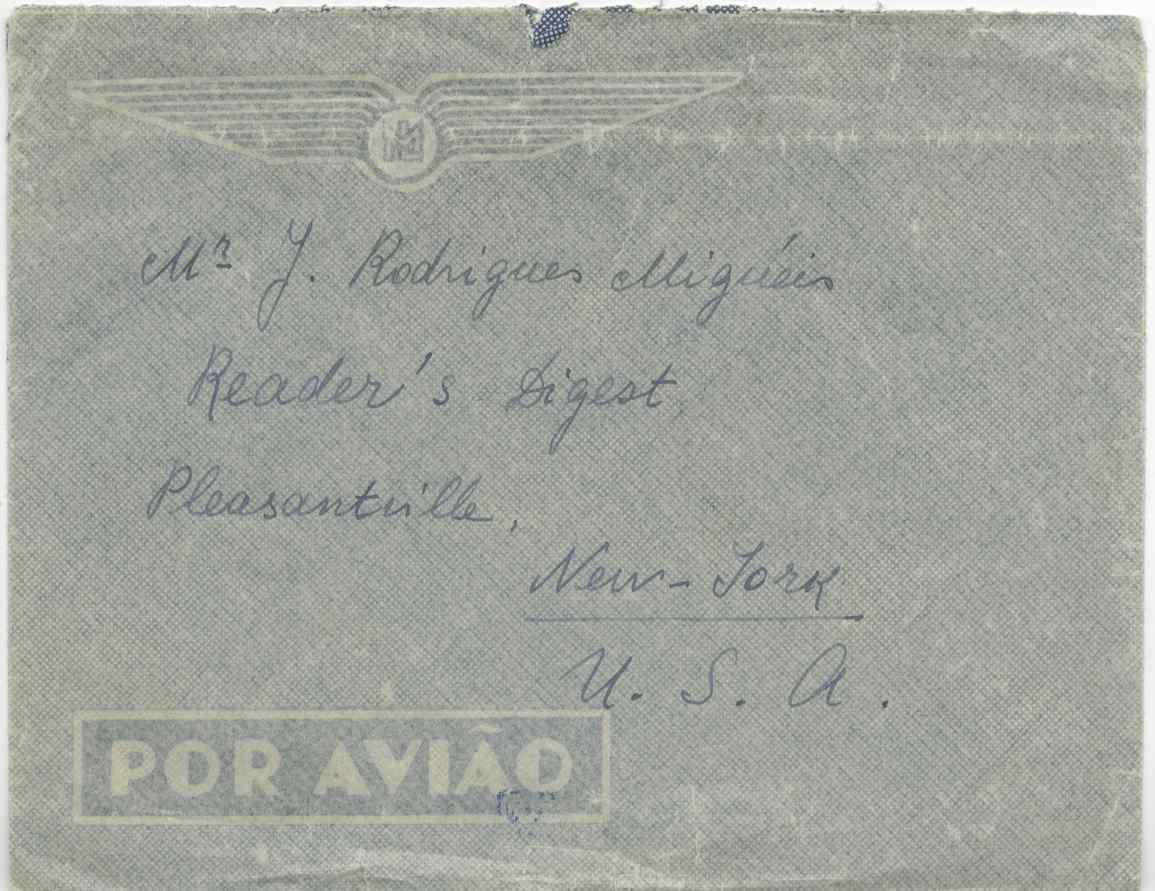 Mr J. Rodrigues Miguéis
Reader's Digest,
Pleasantville,
New-York
U. S. A.
POR AVIÃO